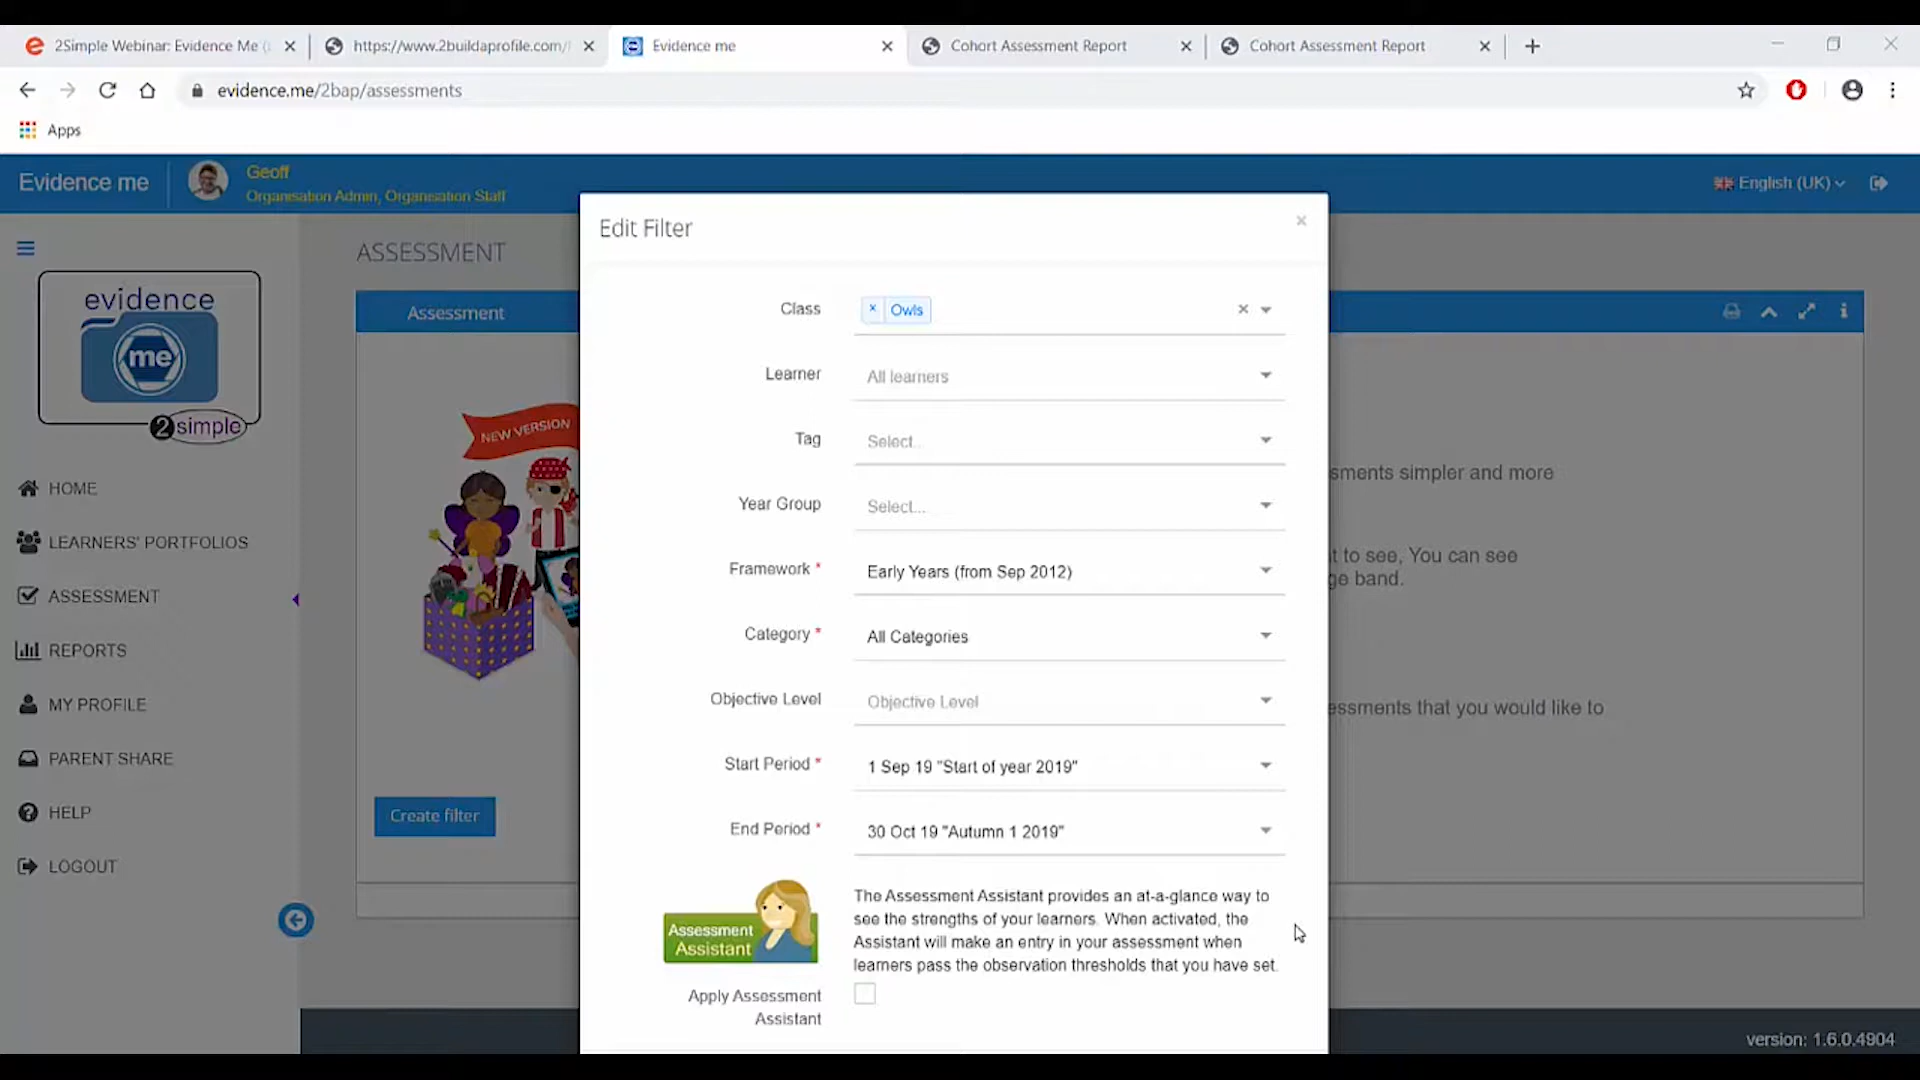 2Simple Webinar: Evidence Me
https://www.2buildaprofile.com/
Evidence me
Cohort Assessment Report
Cohort Assessment Report
evidence.me/2bap/assessments
Apps
Evidence me
Geoff
Organisation Admin, Organisation Staff
English (UK)
evidence
me
2simple
HOME
LEARNERS' PORTFOLIOS
ASSESSMENT
REPORTS
MY PROFILE
PARENT SHARE
HELP
LOGOUT
ASSESSMENT
Assessment
NEW VERSION
Create filter
Edit Filter
Class
× Owls
Learner
All learners
Tag
Select...
Year Group
Select...
Framework *
Early Years (from Sep 2012)
Category *
All Categories
Objective Level
Objective Level
Start Period *
1 Sep 19 "Start of year 2019"
End Period *
30 Oct 19 "Autumn 1 2019"
Assessment
Assistant
The Assessment Assistant provides an at-a-glance way to
see the strengths of your learners. When activated, the
Assistant will make an entry in your assessment when
learners pass the observation thresholds that you have set.
Apply Assessment
Assistant
sments simpler and more
t to see, You can see
ge band.
essments that you would like to
version: 1.6.0.4904